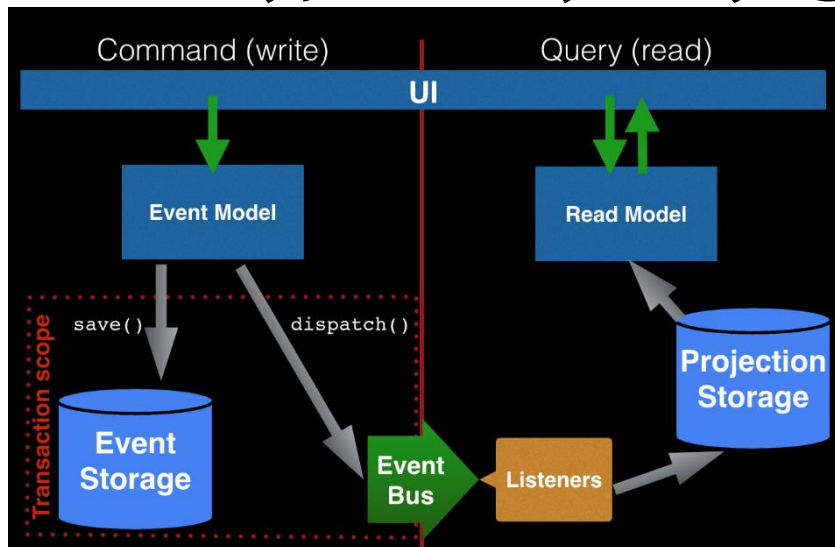 Command (write)
Query (read)
UI
Event Model
Read Model
save()
dispatch()
Transaction scope
Event
Storage
Event
Bus
Listeners
Projection
Storage